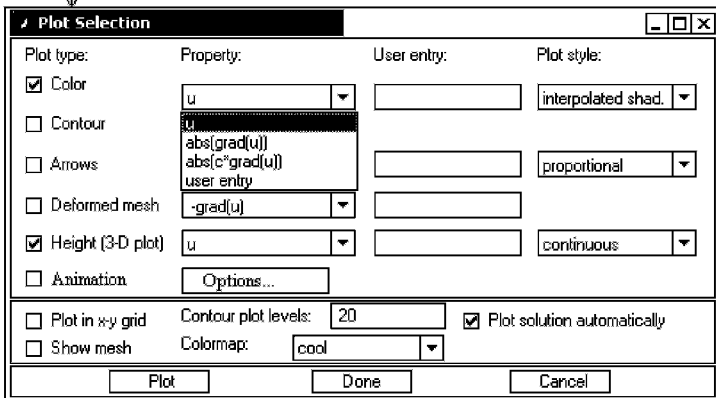 Plot Selection
Plot type: Property: User entry: Plot style:
Color u interpolated shad.
Contour u
abs(grad(u))
Arrows abs(c*grad(u)) proportional
user entry
Deformed mesh -grad(u)
Height (3-D plot) u continuous
Animation Options...
Plot in x-y grid Contour plot levels: 20 Plot solution automatically
Show mesh Colormap: cool
Plot Done Cancel